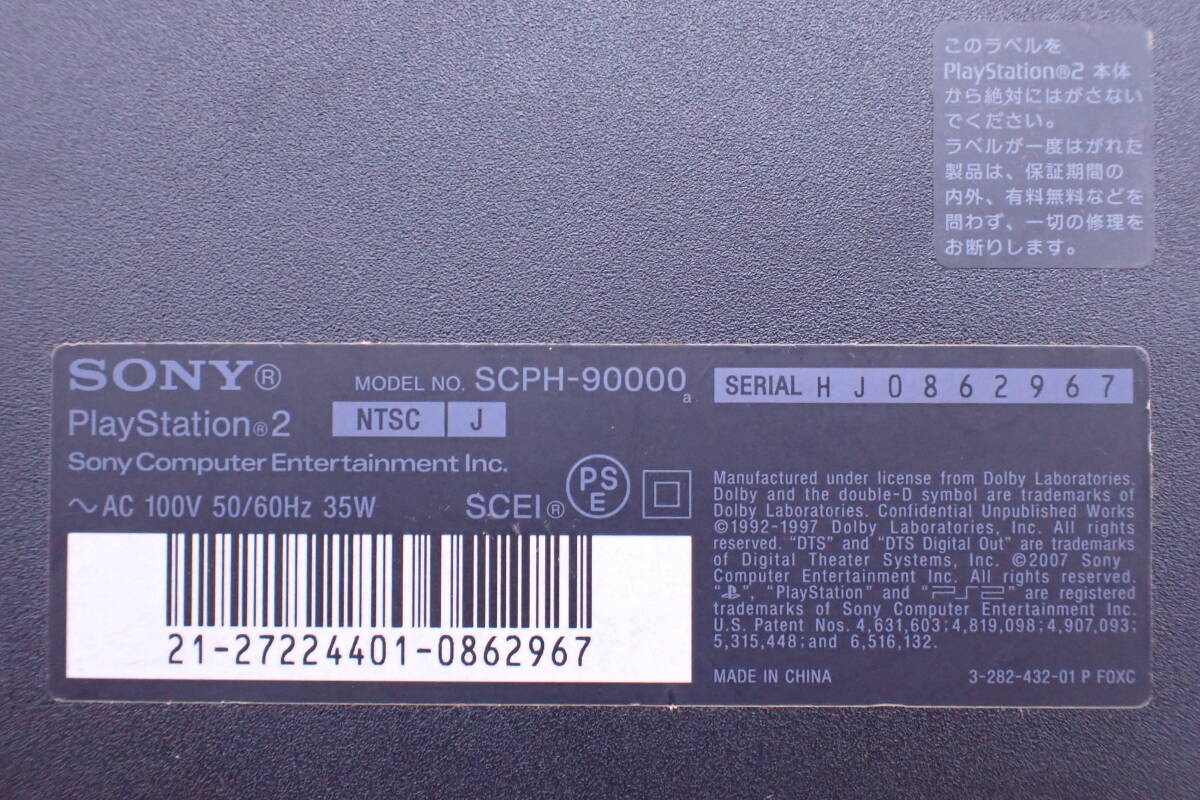 このラベルを
PlayStation®2 本体
から絶対にはがさない
でください。
ラベルが一度はがれた
製品は、保証期間の
内外、有料無料などを
問わず、一切の修理を
お断りします。
SONY®
MODEL NO. SCPH-90000 a
PlayStation®2
NTSC J
Sony Computer Entertainment Inc.
～AC 100V 50/60Hz 35W
SCEI®
PS
E
21-27224401-0862967
SERIAL HJ0862967
Manufactured under license from Dolby Laboratories.
Dolby and the double-D symbol are trademarks of
Dolby Laboratories. Confidential Unpublished Works
©1992-1997 Dolby Laboratories, Inc. All rights
reserved. “DTS” and “DTS Digital Out” are trademarks
of Digital Theater Systems, Inc. ©2007 Sony
Computer Entertainment Inc. All rights reserved.
“PS”, “PlayStation” and “PS2” are registered
trademarks of Sony Computer Entertainment Inc.
U.S. Patent Nos. 4,631,603; 4,819,098; 4,907,093;
5,315,448; and 6,516,132.
MADE IN CHINA
3-282-432-01 P FOXC